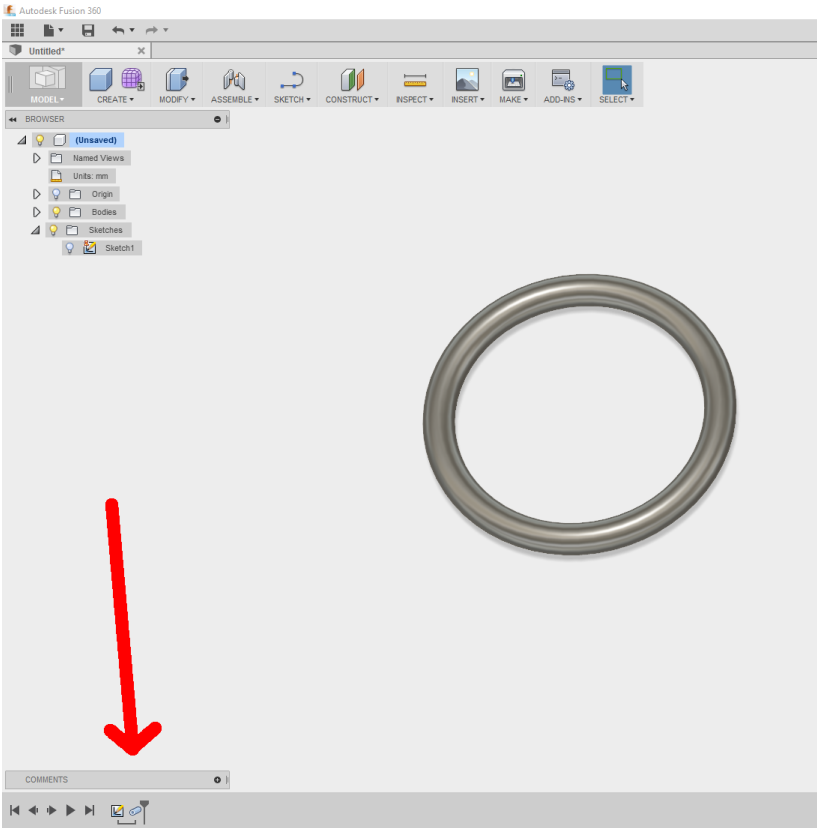 Autodesk Fusion 360
Untitled*
MODEL CREATE MODIFY ASSEMBLE SKETCH CONSTRUCT INSPECT INSERT MAKE ADD-INS SELECT
BROWSER
(Unsaved)
Named Views
Units: mm
Origin
Bodies
Sketches
Sketch1
COMMENTS